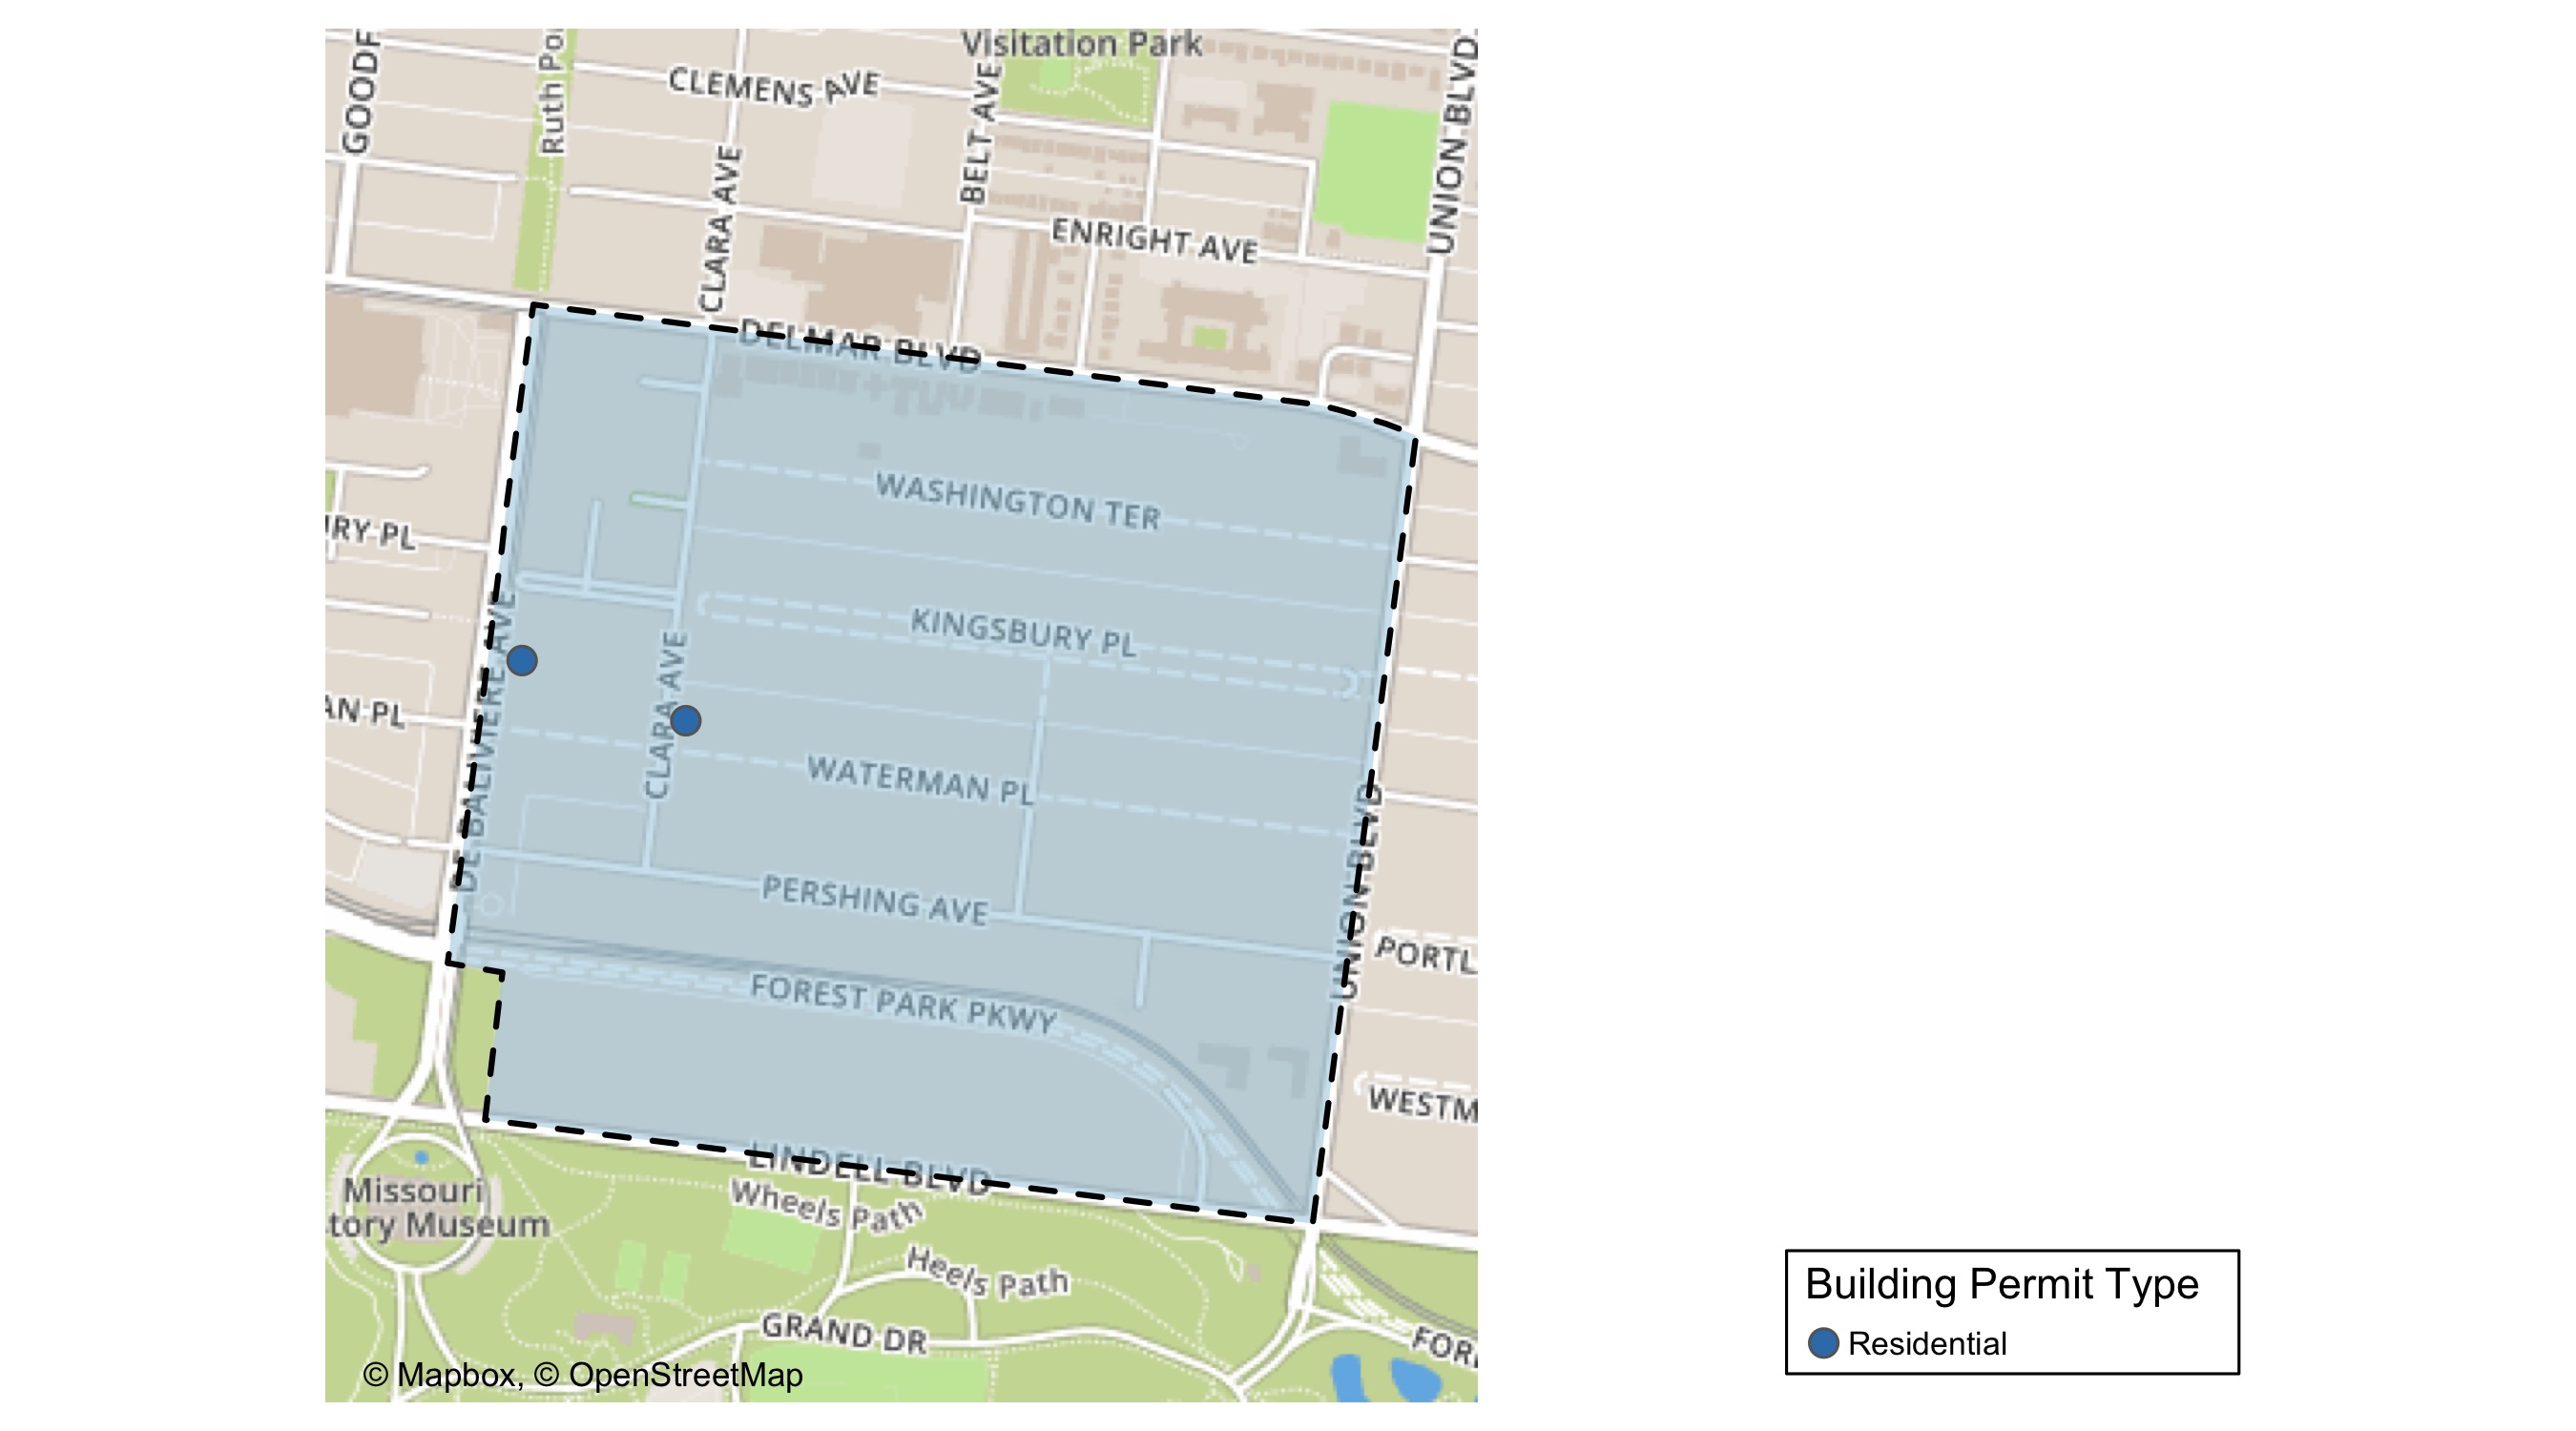 Visitation Park
GOODF
Ruth Po
CLEMENS AVE
BELT AVE
UNION BLVD
CLARA AVE
ENRIGHT AVE
DELMAR BLVD
WASHINGTON TER
RY PL
KINGSBURY PL
DE BALIVIERE AVE
CLARA AVE
AN PL
WATERMAN PL
UNION BLVD
PERSHING AVE
PORTL
FOREST PARK PKWY
WESTM
LINDELL BLVD
Missouri
tory Museum
Wheels Path
Heels Path
GRAND DR
FOR
© Mapbox, © OpenStreetMap
Building Permit Type
Residential